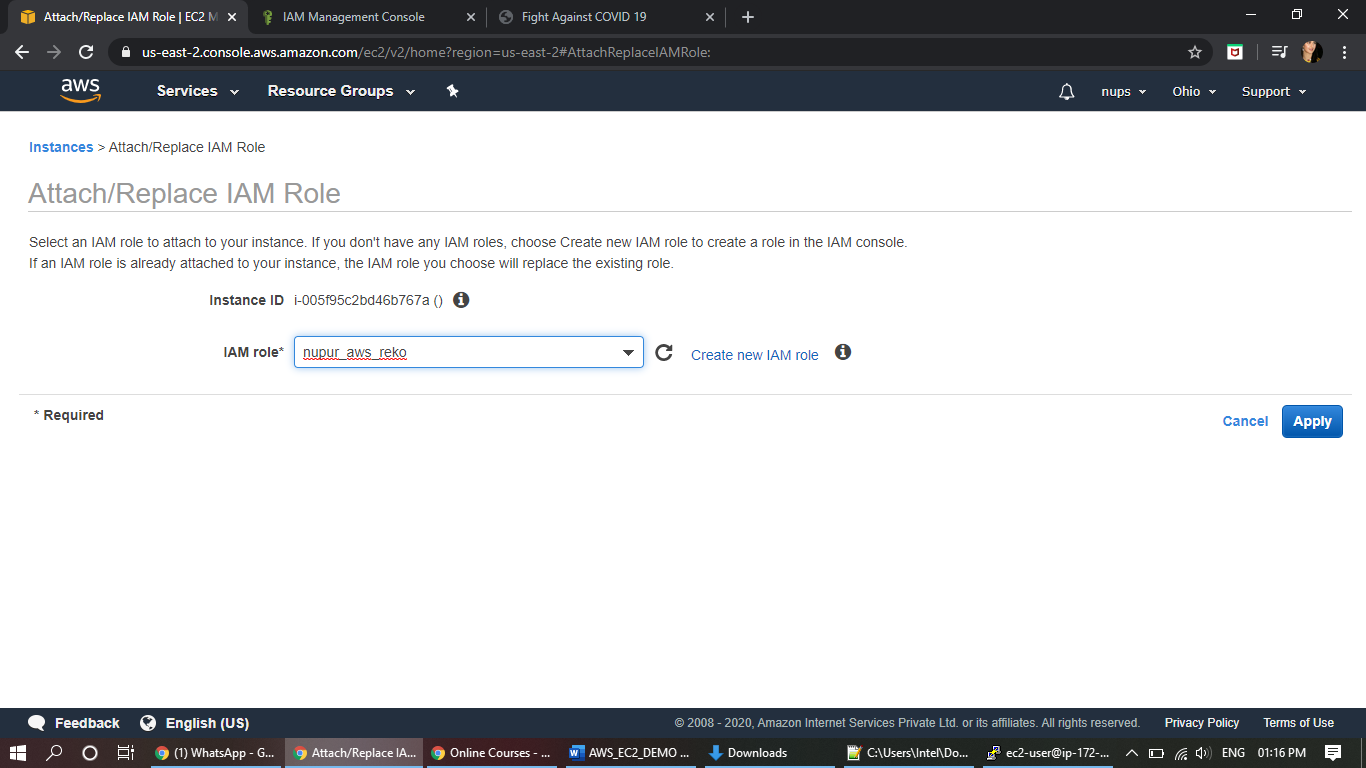 Attach/Replace IAM Role | EC2 M
IAM Management Console
Fight Against COVID 19
us-east-2.console.aws.amazon.com/ec2/v2/home?region=us-east-2#AttachReplaceIAMRole:
aws
Services
Resource Groups
nups
Ohio
Support
Instances > Attach/Replace IAM Role
Attach/Replace IAM Role
Select an IAM role to attach to your instance. If you don't have any IAM roles, choose Create new IAM role to create a role in the IAM console.
If an IAM role is already attached to your instance, the IAM role you choose will replace the existing role.
Instance ID i-005f95c2bd46b767a ()
IAM role* nupur_aws_reko
Create new IAM role
* Required
Cancel
Apply
Feedback
English (US)
© 2008 - 2020, Amazon Internet Services Private Ltd. or its affiliates. All rights reserved.
Privacy Policy
Terms of Use
(1) WhatsApp - G...
Attach/Replace IA...
Online Courses - ...
AWS_EC2_DEMO ...
Downloads
C:\Users\Intel\Do...
ec2-user@ip-172-...
ENG
01:16 PM